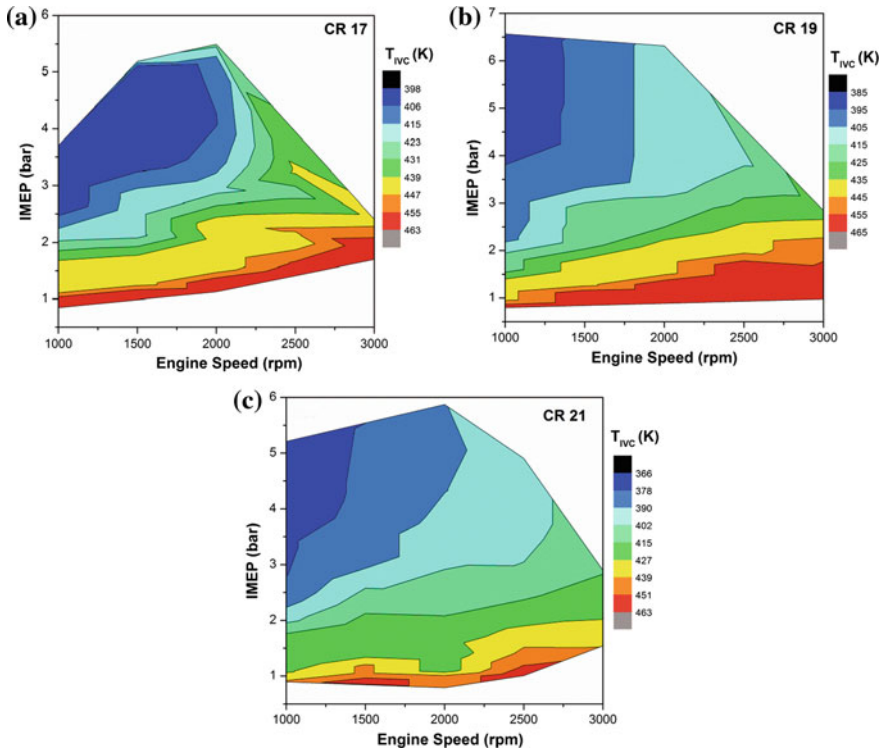 (a)
CR 17
T_IVC (K)
398
406
415
423
431
439
447
455
463
IMEP (bar)
6
5
4
3
2
1
1000 1500 2000 2500 3000
Engine Speed (rpm)
(b)
CR 19
T_IVC (K)
385
395
405
415
425
435
445
455
465
IMEP (bar)
7
6
5
4
3
2
1
1000 1500 2000 2500 3000
Engine Speed (rpm)
(c)
CR 21
T_IVC (K)
366
378
390
402
415
427
439
451
463
IMEP (bar)
6
5
4
3
2
1
1000 1500 2000 2500 3000
Engine Speed (rpm)